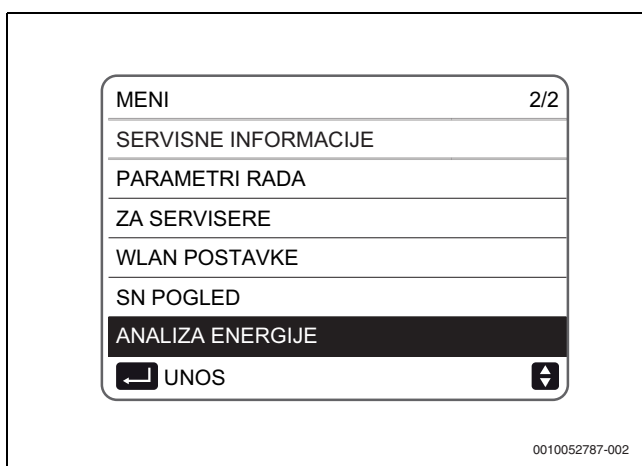 MENI 2/2
SERVISNE INFORMACIJE
PARAMETRI RADA
ZA SERVISERE
WLAN POSTAVKE
SN POGLED
ANALIZA ENERGIJE
UNOS
0010052787-002